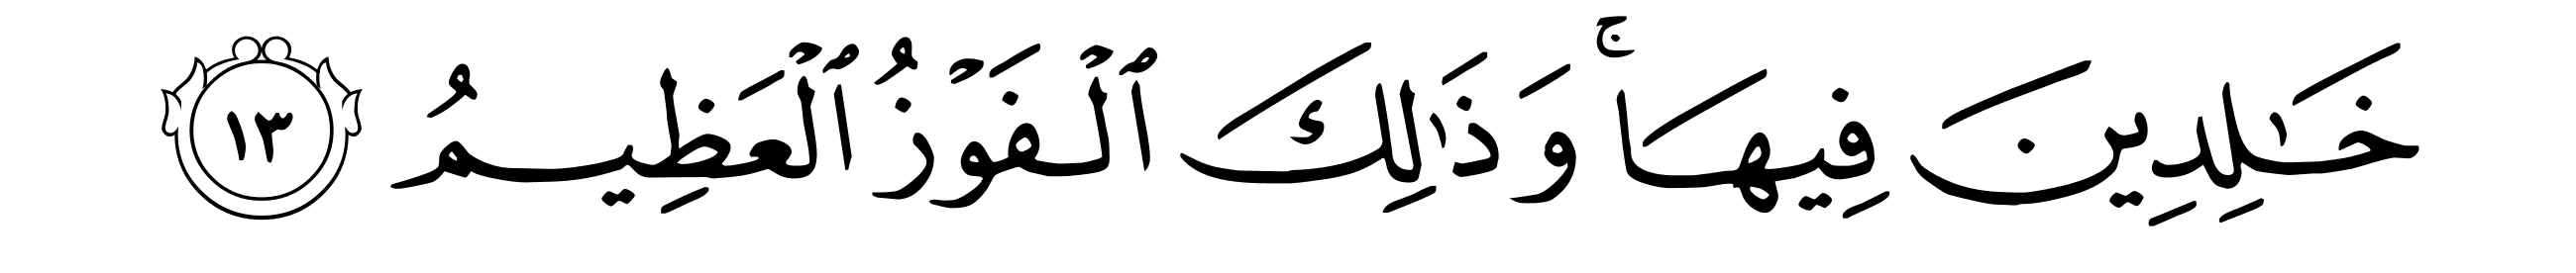 خَٰلِدِينَ فِيهَاۚ وَذَٰلِكَ ٱلْفَوْزُ ٱلْعَظِيمُ ١٣